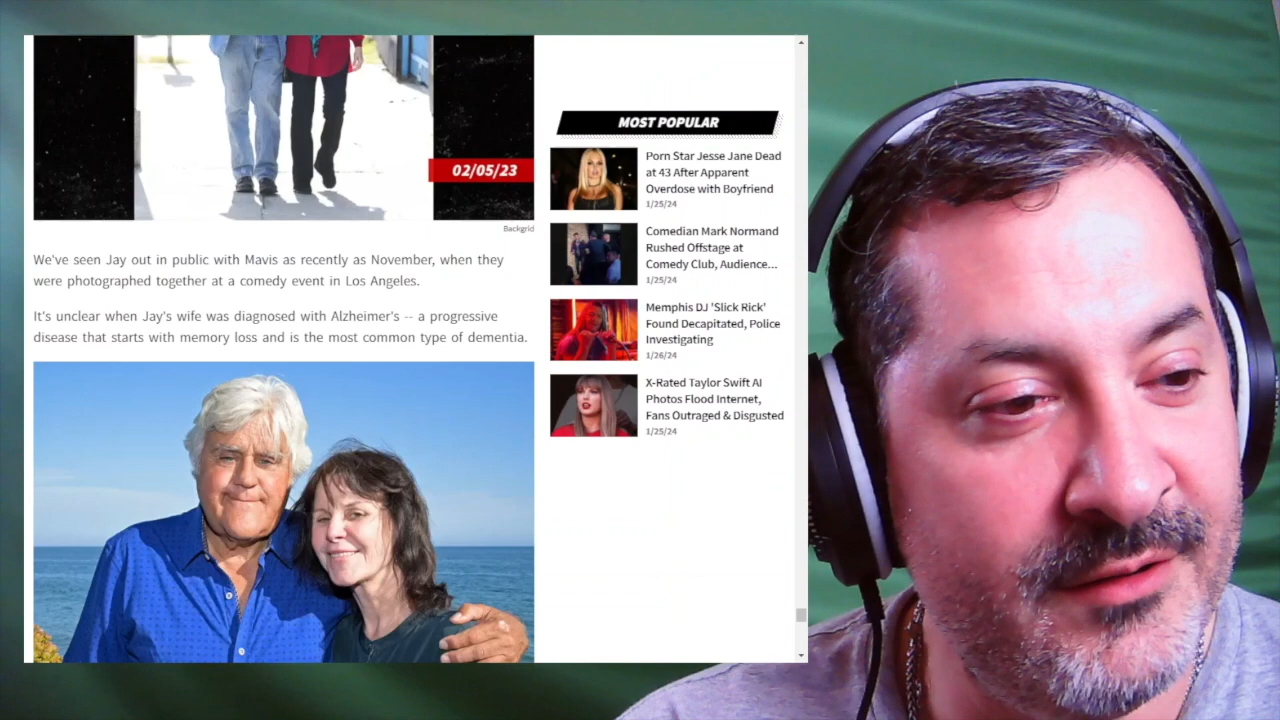 02/05/23
Backgrid
We've seen Jay out in public with Mavis as recently as November, when they
were photographed together at a comedy event in Los Angeles.
It's unclear when Jay's wife was diagnosed with Alzheimer's -- a progressive
disease that starts with memory loss and is the most common type of dementia.
MOST POPULAR
Porn Star Jesse Jane Dead
at 43 After Apparent
Overdose with Boyfriend
1/25/24
Comedian Mark Normand
Rushed Offstage at
Comedy Club, Audience...
1/25/24
Memphis DJ 'Slick Rick'
Found Decapitated, Police
Investigating
1/26/24
X-Rated Taylor Swift AI
Photos Flood Internet,
Fans Outraged & Disgusted
1/25/24